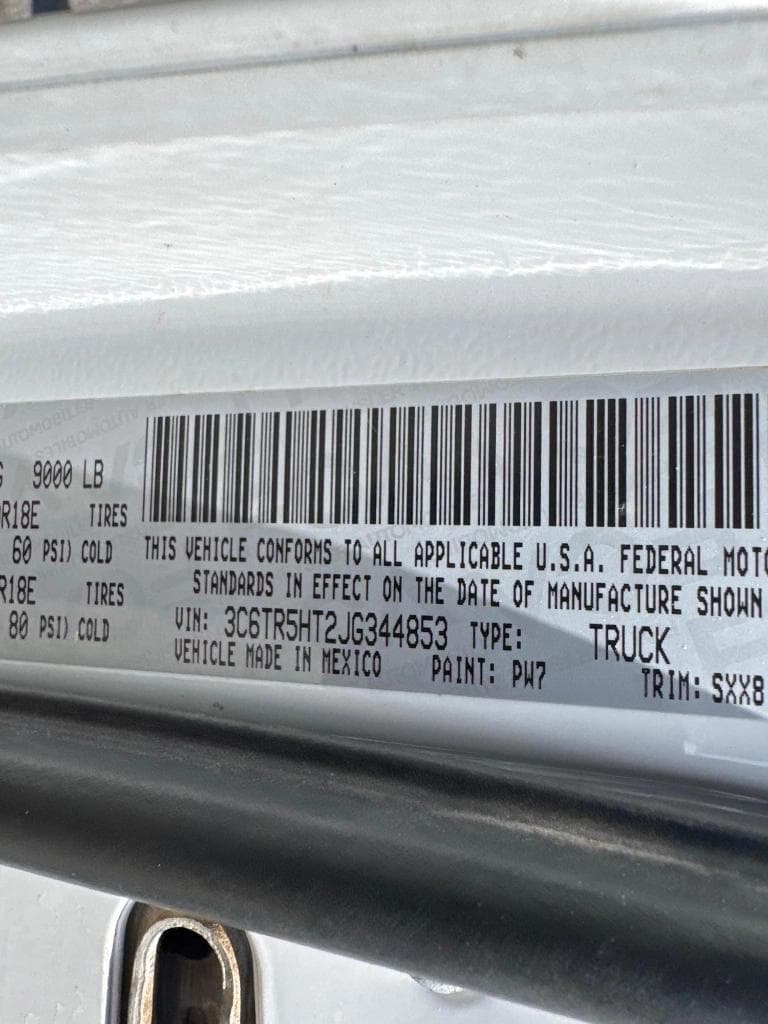 9000 LB
R18E TIRES
60 PSI) COLD
R18E TIRES
80 PSI) COLD
THIS VEHICLE CONFORMS TO ALL APPLICABLE U.S.A. FEDERAL MOTO
STANDARDS IN EFFECT ON THE DATE OF MANUFACTURE SHOWN
VIN: 3C6TR5HT2JG344853 TYPE: TRUCK
VEHICLE MADE IN MEXICO PAINT: PW7 TRIM: SXX8